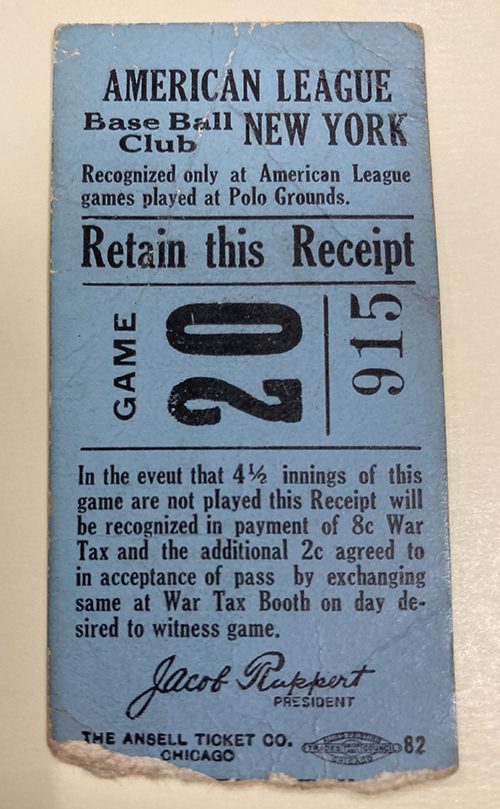 AMERICAN LEAGUE
Base Ball Club NEW YORK
Recognized only at American League
games played at Polo Grounds.
Retain this Receipt
GAME 20 915
In the eveut that 4½ innings of this
game are not played this Receipt will
be recognized in payment of 8c War
Tax and the additional 2c agreed to
in acceptance of pass by exchanging
same at War Tax Booth on day de-
sired to witness game.
Jacob Ruppert
PRESIDENT
THE ANSELL TICKET CO.
CHICAGO
TRADES COUNCIL
CHICAGO
82